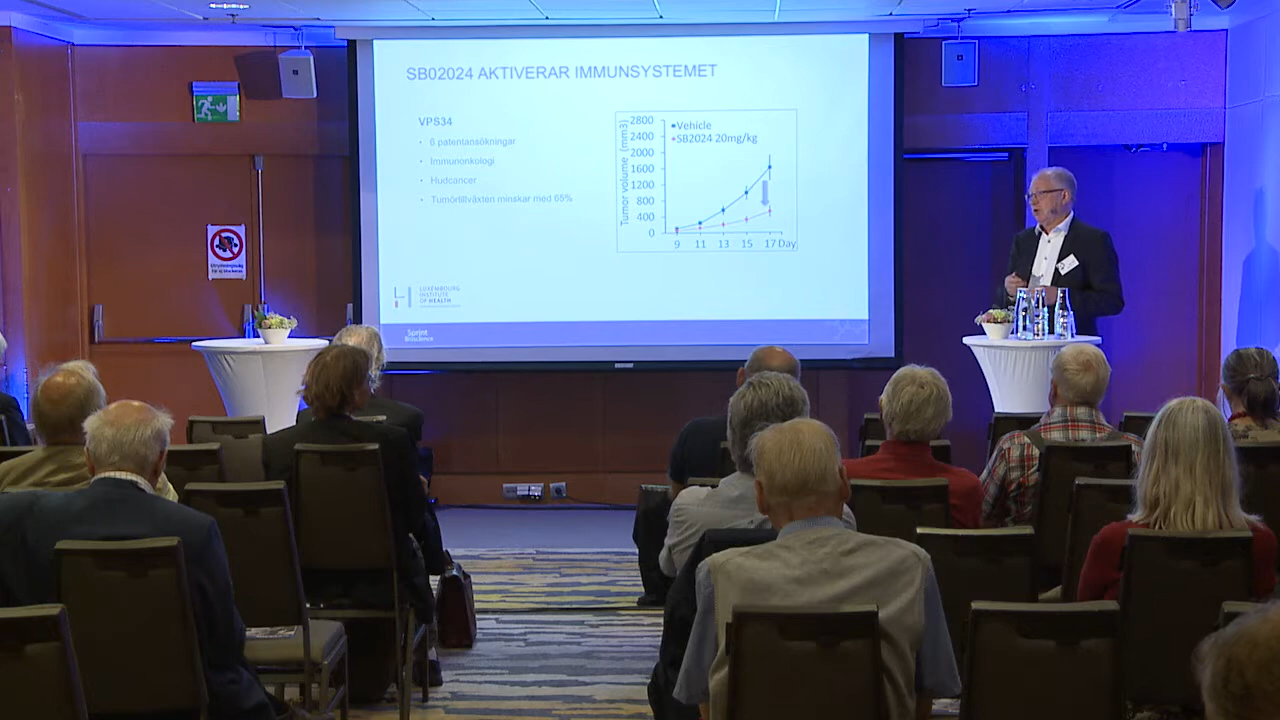 SB02024 AKTIVERAR IMMUNSYSTEMET
VPS34
• 6 patentansökningar
• Immunonkologi
• Hudcancer
• Tumörtillväxten minskar med 65%
Tumor volume (mm3)
2800
2400
2000
1600
1200
800
400
0
Vehicle
SB2024 20mg/kg
9 11 13 15 17 Day
LUXEMBOURG
INSTITUTE
OF HEALTH
Sprint
Bioscience
Utrymningsväg